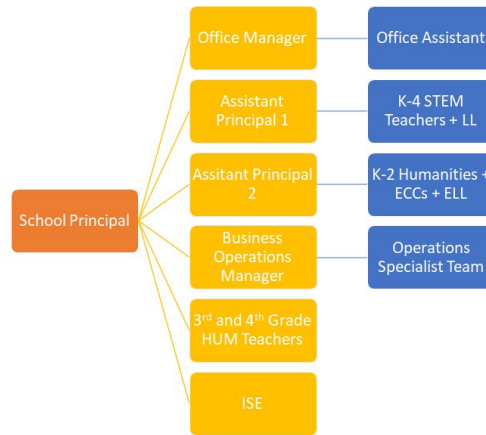 Office Manager
Office Assistant
Assistant
Principal 1
K-4 STEM
Teachers + LL
Assitant Principal
2
K-2 Humanities +
ECCs + ELL
School Principal
Business
Operations
Manager
Operations
Specialist Team
3rd and 4th Grade
HUM Teachers
ISE